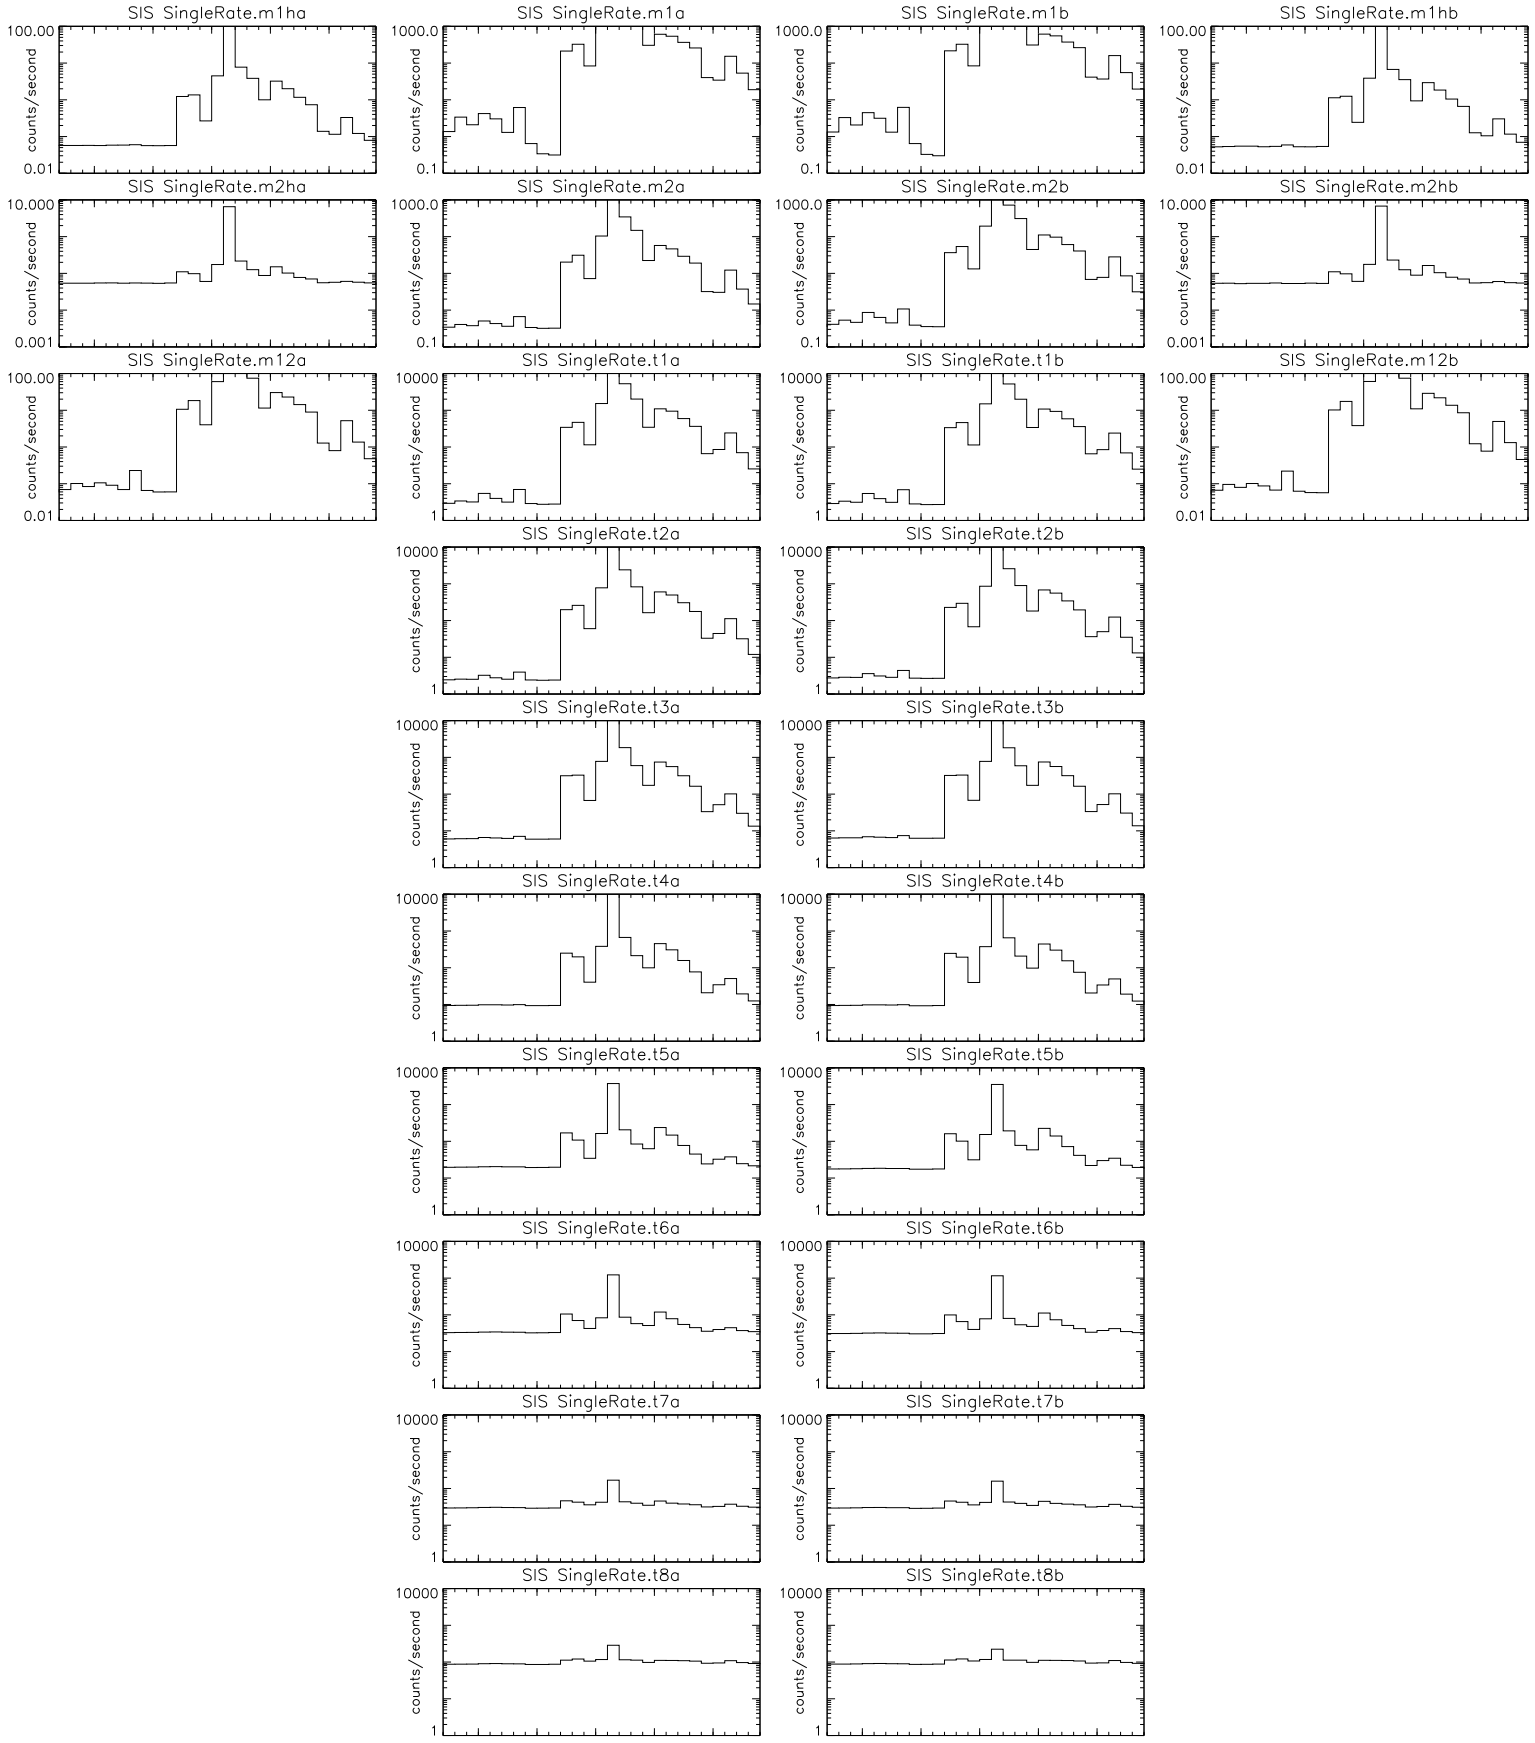 SIS SingleRate.m1ha
100.00
counts/second
0.01
SIS SingleRate.m1a
1000.0
counts/second
0.1
SIS SingleRate.m1b
1000.0
counts/second
0.1
SIS SingleRate.m1hb
100.00
counts/second
0.01
SIS SingleRate.m2ha
10.000
counts/second
0.001
SIS SingleRate.m2a
1000.0
counts/second
0.1
SIS SingleRate.m2b
1000.0
counts/second
0.1
SIS SingleRate.m2hb
10.000
counts/second
0.001
SIS SingleRate.m12a
100.00
counts/second
0.01
SIS SingleRate.t1a
10000
counts/second
1
SIS SingleRate.t1b
10000
counts/second
1
SIS SingleRate.m12b
100.00
counts/second
0.01
SIS SingleRate.t2a
10000
counts/second
1
SIS SingleRate.t2b
10000
counts/second
1
SIS SingleRate.t3a
10000
counts/second
1
SIS SingleRate.t3b
10000
counts/second
1
SIS SingleRate.t4a
10000
counts/second
1
SIS SingleRate.t4b
10000
counts/second
1
SIS SingleRate.t5a
10000
counts/second
1
SIS SingleRate.t5b
10000
counts/second
1
SIS SingleRate.t6a
10000
counts/second
1
SIS SingleRate.t6b
10000
counts/second
1
SIS SingleRate.t7a
10000
counts/second
1
SIS SingleRate.t7b
10000
counts/second
1
SIS SingleRate.t8a
10000
counts/second
1
SIS SingleRate.t8b
10000
counts/second
1